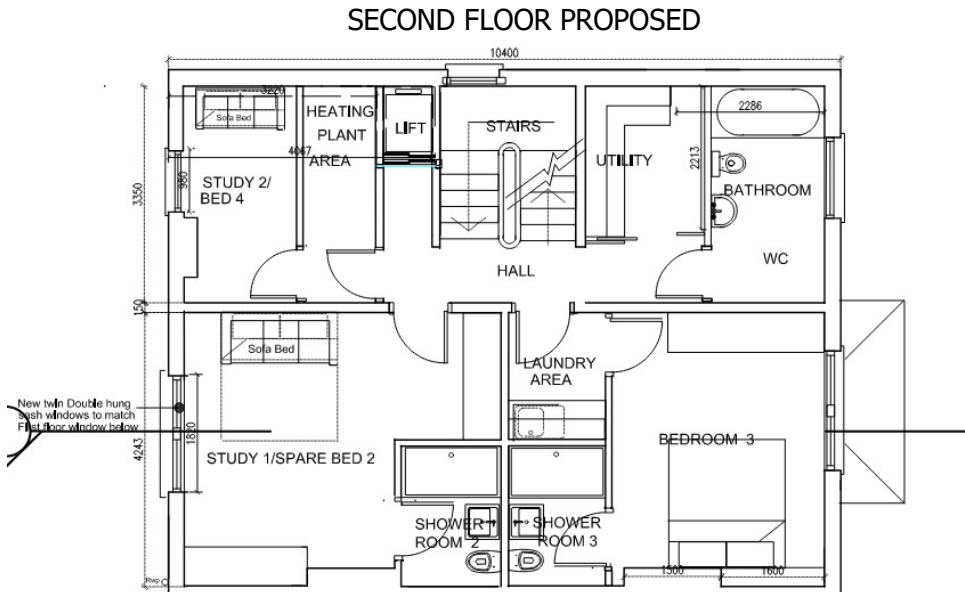 SECOND FLOOR PROPOSED
10400
3220
Sofa Bed
HEATING
PLANT
AREA
LIFT
STAIRS
UTILITY
2286
2213
4067
980
3350
STUDY 2/
BED 4
BATHROOM
HALL
WC
150
Sofa Bed
LAUNDRY
AREA
New twin Double hung
sash windows to match
First floor window below
1820
4243
STUDY 1/SPARE BED 2
BEDROOM 3
SHOWER
ROOM 2
SHOWER
ROOM 3
Rwp
1500
1600